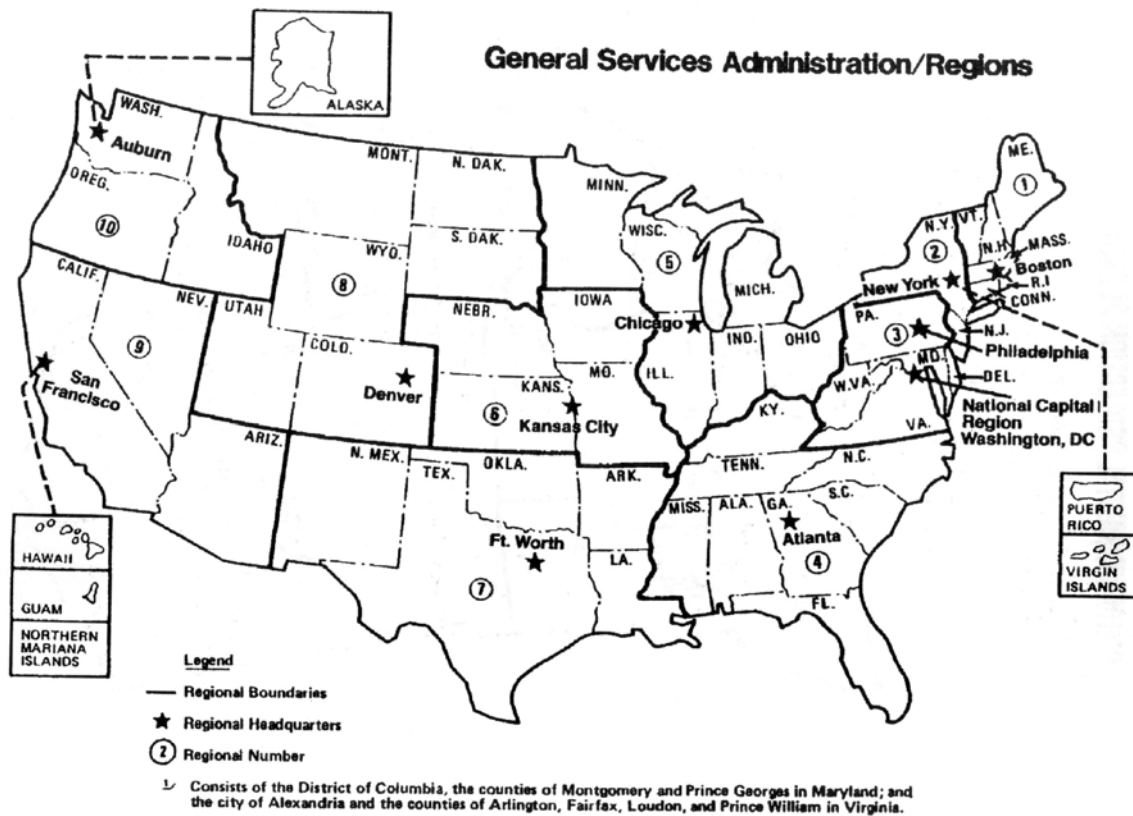 General Services Administration/Regions
ALASKA
WASH.
Auburn
OREG.
10
MONT.
IDAHO
N. DAK.
S. DAK.
WYO.
8
MINN.
WISC.
5
MICH.
ME.
1
N.Y.
VT.
2
N.H.
MASS.
Boston
New York
R.I
CONN.
CALIF.
NEV.
UTAH
9
San
Francisco
COLO.
Denver
NEBR.
IOWA
KANS.
MO.
6
Kansas City
Chicago
ILL.
IND.
OHIO
PA.
3
N.J.
Philadelphia
MD.
DEL.
W.VA
VA.
National Capital
Region
Washington, DC
KY.
ARIZ.
N. MEX.
TEX.
OKLA.
ARK.
Ft. Worth
7
LA.
TENN.
N.C.
S.C.
MISS.
ALA.
GA.
Atlanta
4
FL.
HAWAII
GUAM
NORTHERN
MARIANA
ISLANDS
PUERTO
RICO
VIRGIN
ISLANDS
Legend
Regional Boundaries
Regional Headquarters
2 Regional Number
1/ Consists of the District of Columbia, the counties of Montgomery and Prince Georges in Maryland; and
the city of Alexandria and the counties of Arlington, Fairfax, Loudon, and Prince William in Virginia.